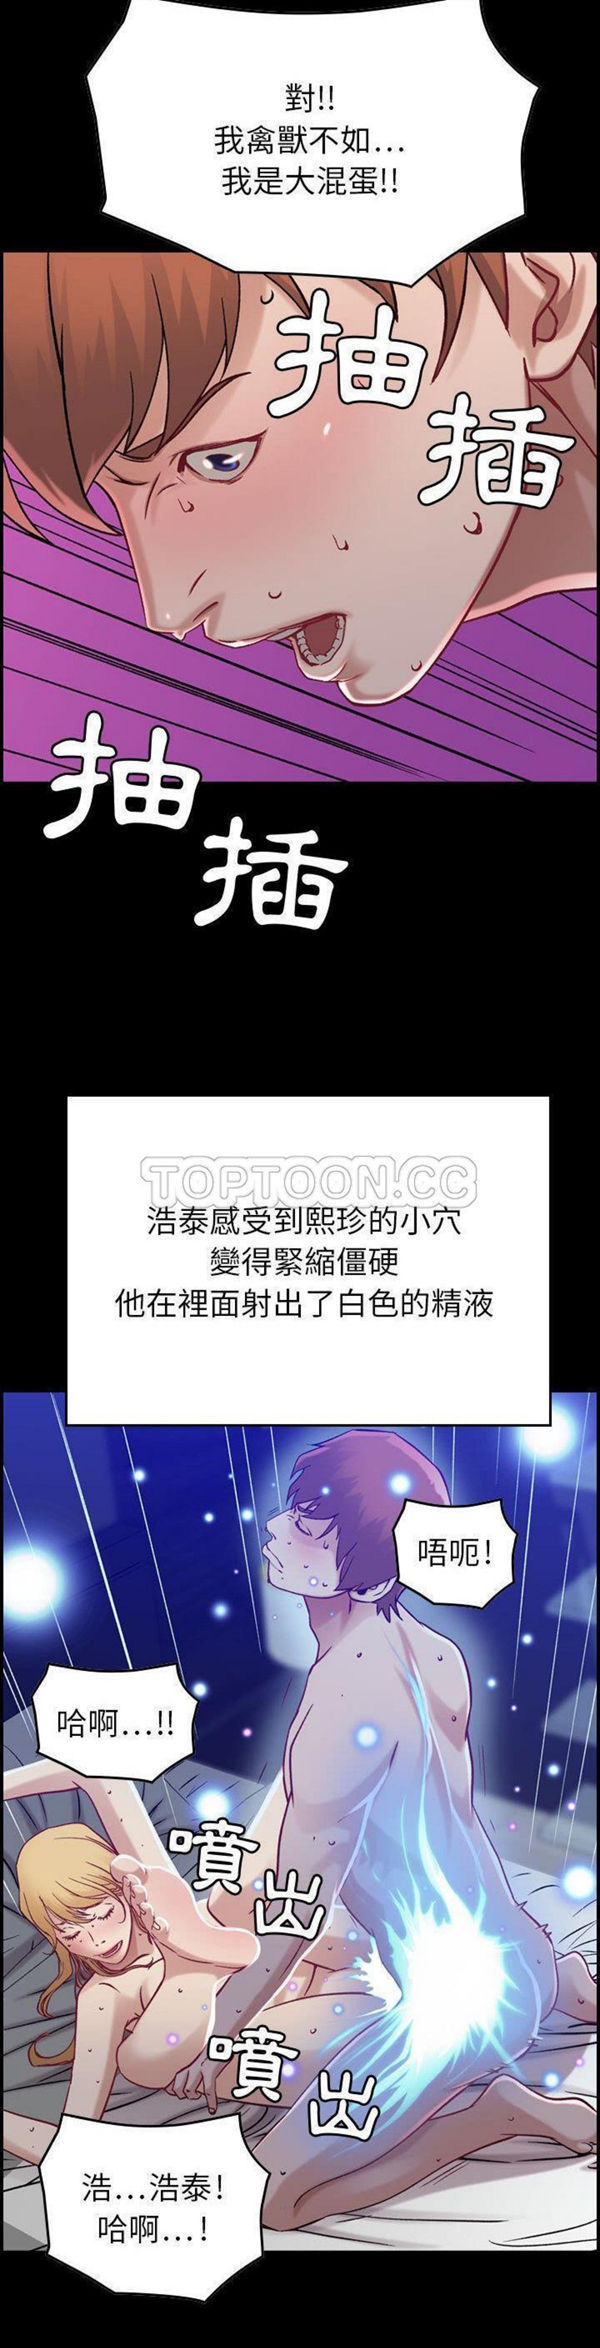 對!!
我禽獸不如...
我是大混蛋!!
抽
插
抽
插
TOPTOON.CC
浩泰感受到熙珍的小穴
變得緊縮僵硬
他在裡面射出了白色的精液
唔呃!
哈啊...!!
噴
出
噴
出
浩...浩泰!
哈啊...!